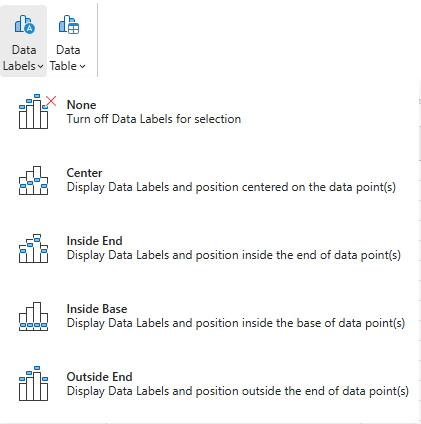 Data Data
Labels Table
None
Turn off Data Labels for selection
Center
Display Data Labels and position centered on the data point(s)
Inside End
Display Data Labels and position inside the end of data point(s)
Inside Base
Display Data Labels and position inside the base of data point(s)
Outside End
Display Data Labels and position outside the end of data point(s)